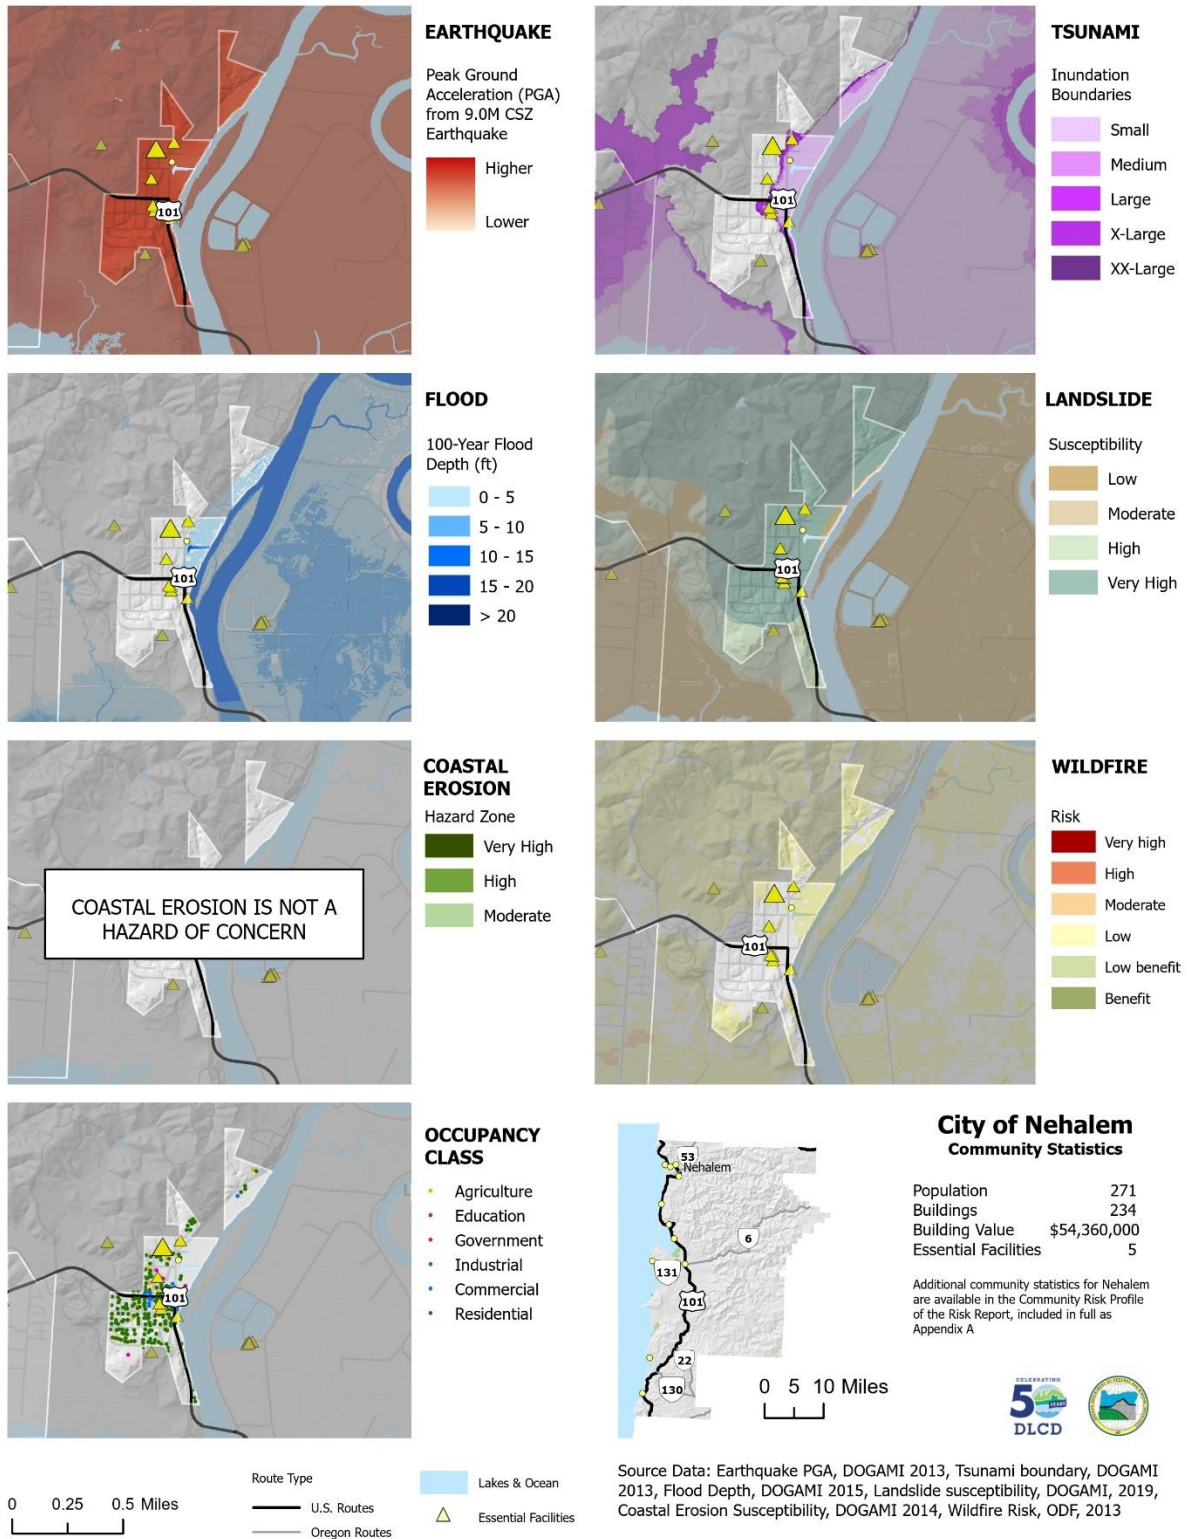 EARTHQUAKE
Peak Ground
Acceleration (PGA)
from 9.0M CSZ
Earthquake
Higher
Lower
101
TSUNAMI
Inundation
Boundaries
Small
Medium
Large
X-Large
XX-Large
101
FLOOD
100-Year Flood
Depth (ft)
0 - 5
5 - 10
10 - 15
15 - 20
> 20
101
LANDSLIDE
Susceptibility
Low
Moderate
High
Very High
101
COASTAL
EROSION
Hazard Zone
Very High
High
Moderate
COASTAL EROSION IS NOT A
HAZARD OF CONCERN
WILDFIRE
Risk
Very high
High
Moderate
Low
Low benefit
Benefit
101
OCCUPANCY
CLASS
Agriculture
Education
Government
Industrial
Commercial
Residential
101
53
Nehalem
6
131
101
22
130
0 5 10 Miles
City of Nehalem
Community Statistics
Population 271
Buildings 234
Building Value $54,360,000
Essential Facilities 5
Additional community statistics for Nehalem
are available in the Community Risk Profile
of the Risk Report, included in full as
Appendix A
CELEBRATING
50
YEARS
DLCD
0 0.25 0.5 Miles
Route Type
U.S. Routes
Oregon Routes
Lakes & Ocean
Essential Facilities
Source Data: Earthquake PGA, DOGAMI 2013, Tsunami boundary, DOGAMI
2013, Flood Depth, DOGAMI 2015, Landslide susceptibility, DOGAMI, 2019,
Coastal Erosion Susceptibility, DOGAMI 2014, Wildfire Risk, ODF, 2013